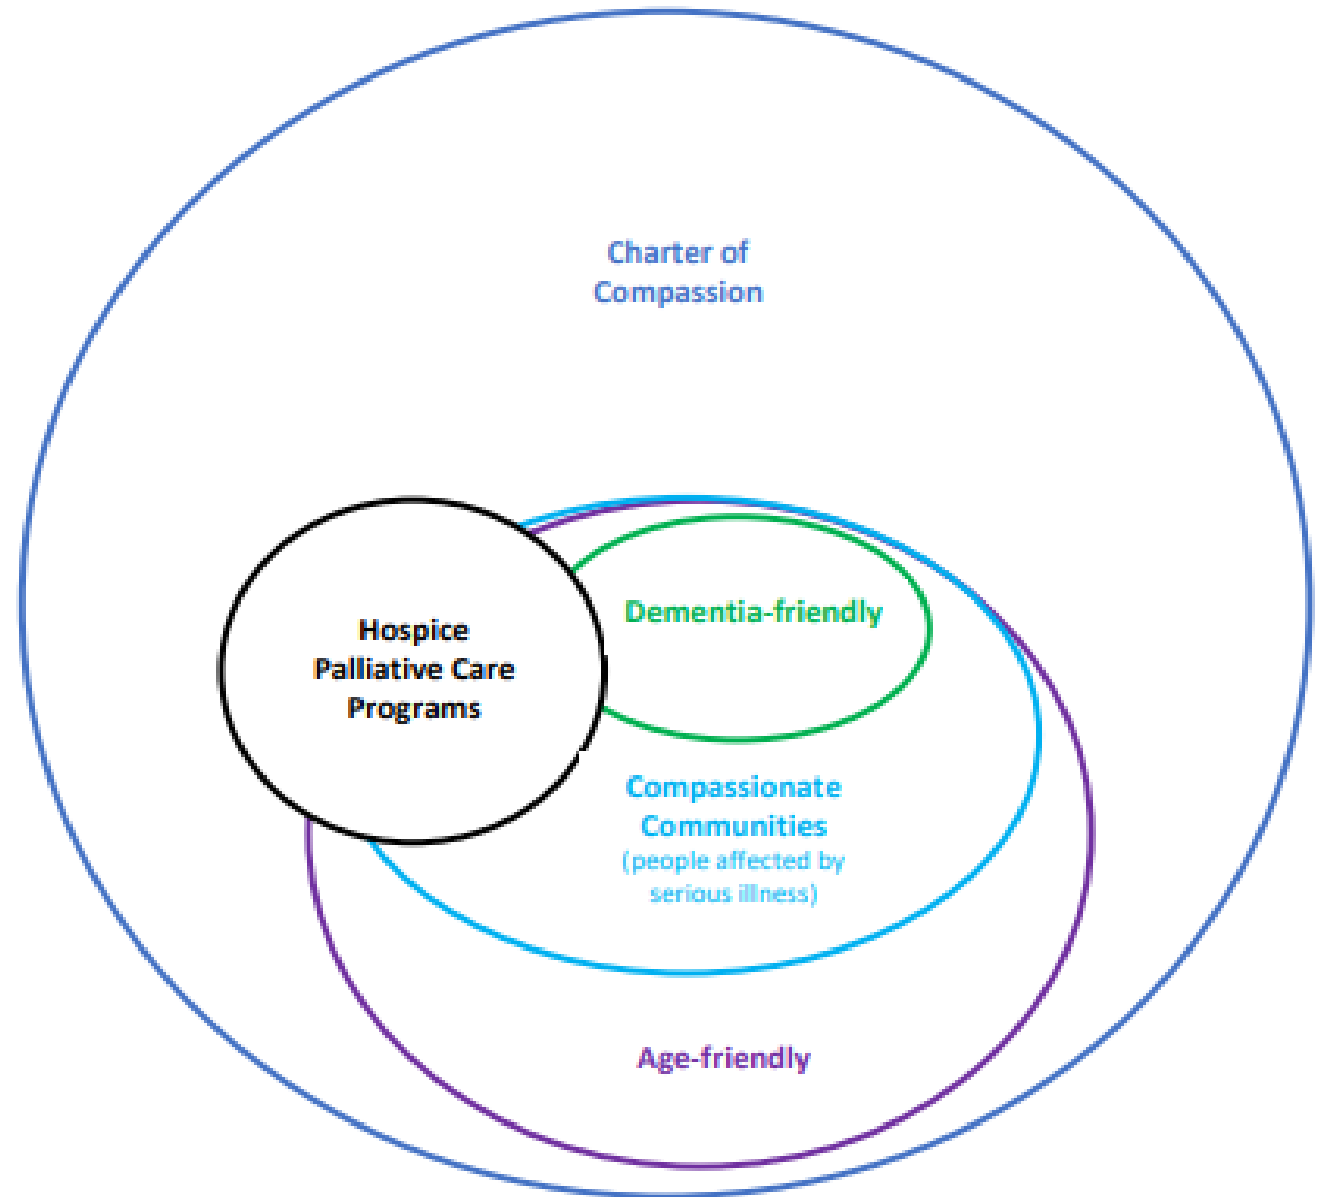 Charter of
Compassion
Hospice
Palliative Care
Programs
Dementia-friendly
Compassionate
Communities
(people affected by
serious illness)
Age-friendly